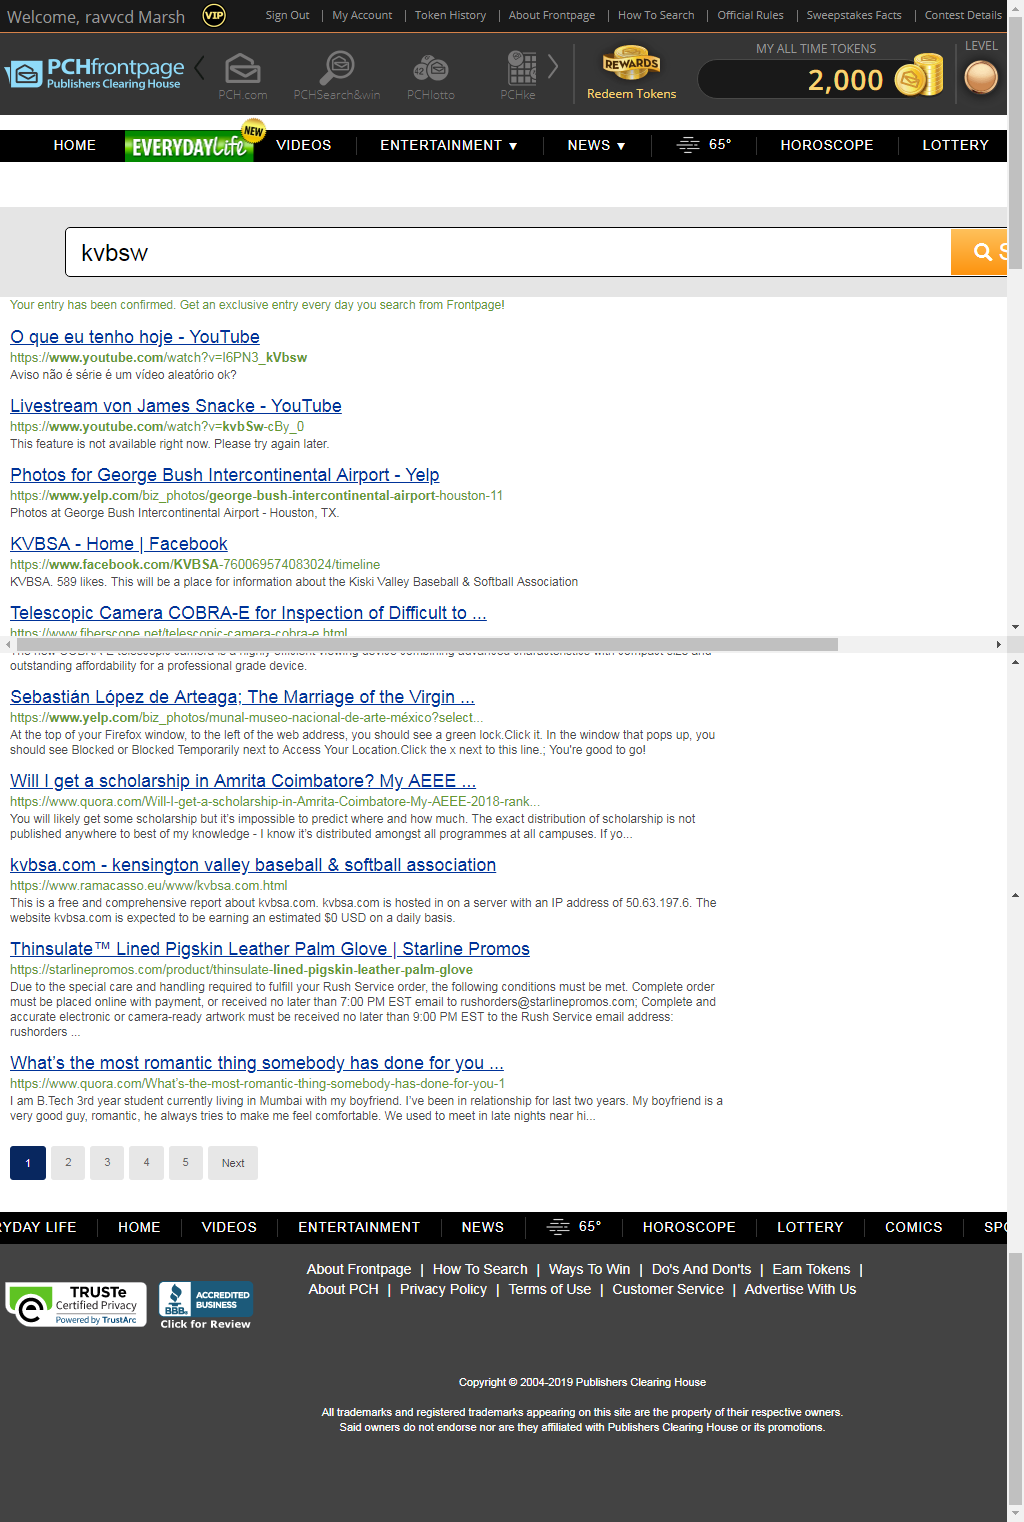 Welcome, ravvcd Marsh VIP Sign Out | My Account | Token History | About Frontpage | How To Search | Official Rules | Sweepstakes Facts | Contest Details
PCHfrontpage
Publishers Clearing House
PCH.com PCHSearch&win PCHlotto PCHke
42
REWARDS
Redeem Tokens
MY ALL TIME TOKENS
2,000
LEVEL
HOME EVERYDAY Life NEW VIDEOS ENTERTAINMENT ▼ NEWS ▼ 65° HOROSCOPE LOTTERY
kvbsw
Your entry has been confirmed. Get an exclusive entry every day you search from Frontpage!
O que eu tenho hoje - YouTube
https://www.youtube.com/watch?v=I6PN3_kVbsw
Aviso não é série é um vídeo aleatório ok?
Livestream von James Snacke - YouTube
https://www.youtube.com/watch?v=kvbSw-cBy_0
This feature is not available right now. Please try again later.
Photos for George Bush Intercontinental Airport - Yelp
https://www.yelp.com/biz_photos/george-bush-intercontinental-airport-houston-11
Photos at George Bush Intercontinental Airport - Houston, TX.
KVBSA - Home | Facebook
https://www.facebook.com/KVBSA-760069574083024/timeline
KVBSA. 589 likes. This will be a place for information about the Kiski Valley Baseball & Softball Association
Telescopic Camera COBRA-E for Inspection of Difficult to ...
https://www.fiberscope.net/telescopic-camera-cobra-e.html
The new COBRA-E telescopic camera is a highly efficient viewing device combining advanced characteristics with compact size and
outstanding affordability for a professional grade device.
Sebastián López de Arteaga; The Marriage of the Virgin ...
https://www.yelp.com/biz_photos/munal-museo-nacional-de-arte-méxico?select...
At the top of your Firefox window, to the left of the web address, you should see a green lock.Click it. In the window that pops up, you
should see Blocked or Blocked Temporarily next to Access Your Location.Click the x next to this line.; You're good to go!
Will I get a scholarship in Amrita Coimbatore? My AEEE ...
https://www.quora.com/Will-I-get-a-scholarship-in-Amrita-Coimbatore-My-AEEE-2018-rank...
You will likely get some scholarship but it's impossible to predict where and how much. The exact distribution of scholarship is not
published anywhere to best of my knowledge - I know it's distributed amongst all programmes at all campuses. If yo...
kvbsa.com - kensington valley baseball & softball association
https://www.ramacasso.eu/www/kvbsa.com.html
This is a free and comprehensive report about kvbsa.com. kvbsa.com is hosted in on a server with an IP address of 50.63.197.6. The
website kvbsa.com is expected to be earning an estimated $0 USD on a daily basis.
Thinsulate™ Lined Pigskin Leather Palm Glove | Starline Promos
https://starlinepromos.com/product/thinsulate-lined-pigskin-leather-palm-glove
Due to the special care and handling required to fulfill your Rush Service order, the following conditions must be met. Complete order
must be placed online with payment, or received no later than 7:00 PM EST email to rushorders@starlinepromos.com; Complete and
accurate electronic or camera-ready artwork must be received no later than 9:00 PM EST to the Rush Service email address:
rushorders ...
What's the most romantic thing somebody has done for you ...
https://www.quora.com/What's-the-most-romantic-thing-somebody-has-done-for-you-1
I am B.Tech 3rd year student currently living in Mumbai with my boyfriend. I've been in relationship for last two years. My boyfriend is a
very good guy, romantic, he always tries to make me feel comfortable. We used to meet in late nights near hi...
1 2 3 4 5 Next
RYDAY LIFE HOME VIDEOS ENTERTAINMENT NEWS 65° HOROSCOPE LOTTERY COMICS SPO
About Frontpage | How To Search | Ways To Win | Do's And Don'ts | Earn Tokens |
About PCH | Privacy Policy | Terms of Use | Customer Service | Advertise With Us
TRUSTe
Certified Privacy
Powered by TrustArc
BBB. ACCREDITED
BUSINESS
Click for Review
Copyright © 2004-2019 Publishers Clearing House
All trademarks and registered trademarks appearing on this site are the property of their respective owners.
Said owners do not endorse nor are they affiliated with Publishers Clearing House or its promotions.